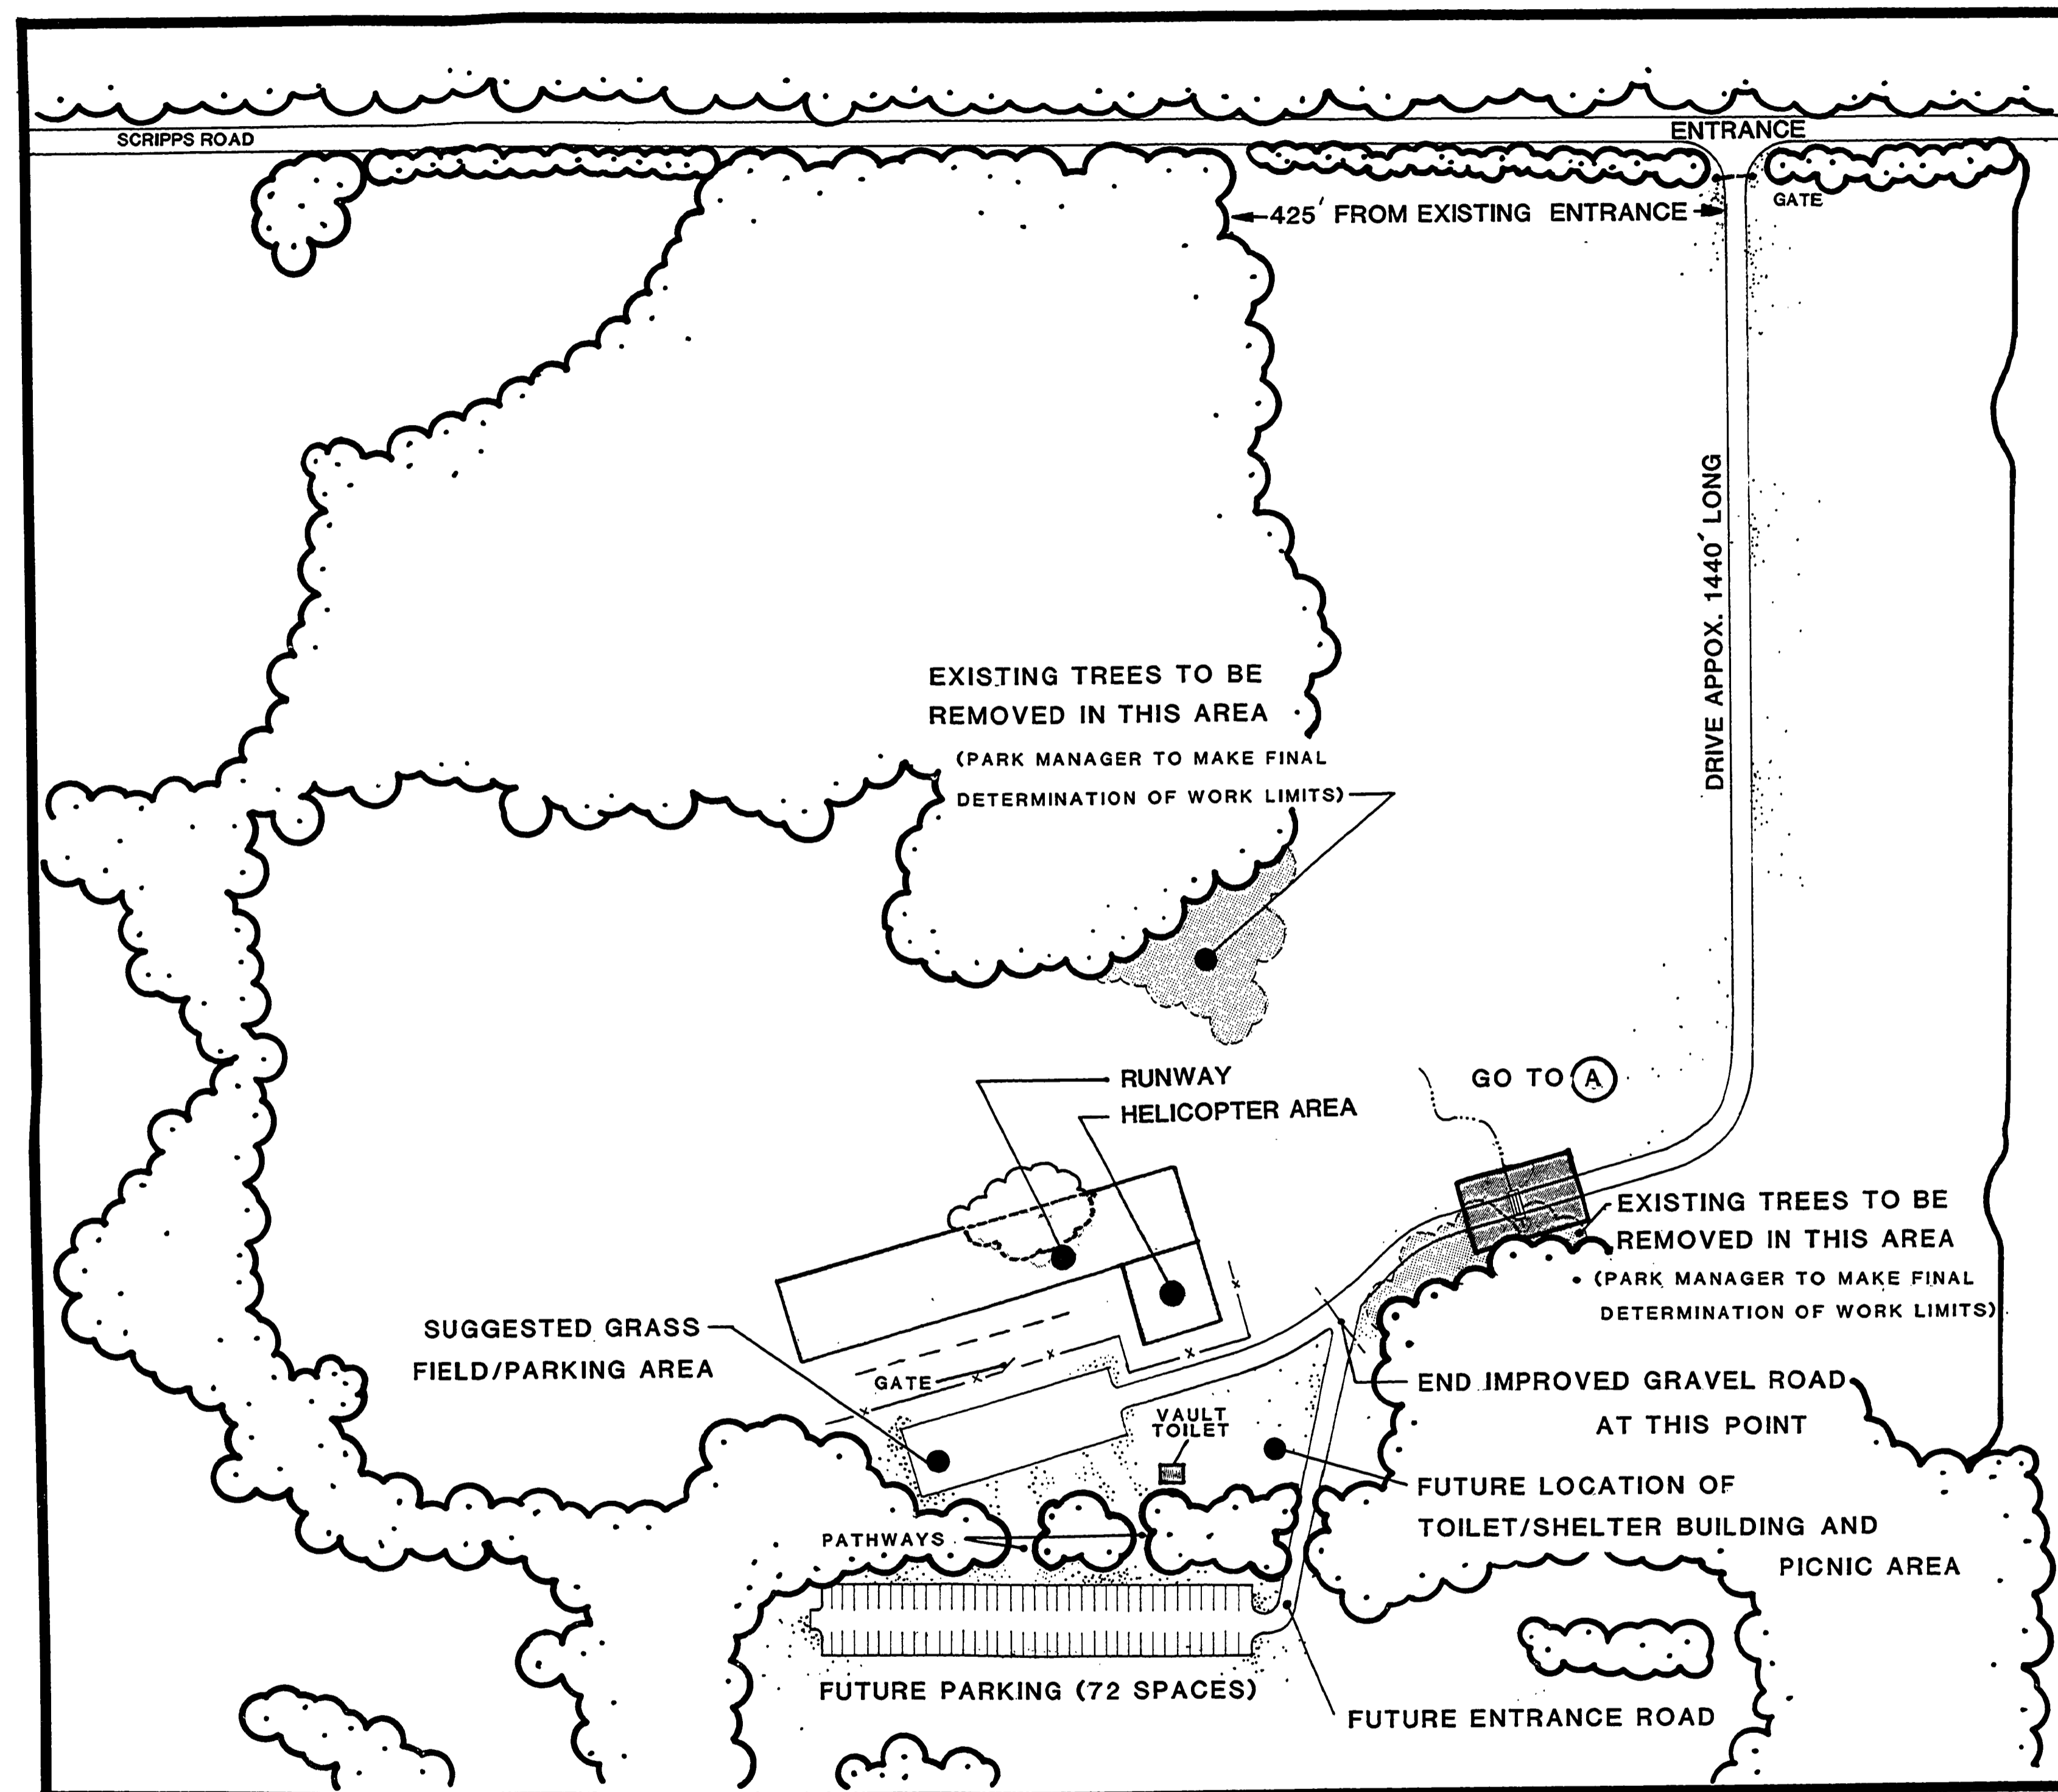 SCRIPPS ROAD
ENTRANCE
GATE
425' FROM EXISTING ENTRANCE
DRIVE APPOX. 1440' LONG
EXISTING TREES TO BE
REMOVED IN THIS AREA
(PARK MANAGER TO MAKE FINAL
DETERMINATION OF WORK LIMITS)
RUNWAY
HELICOPTER AREA
GO TO A
EXISTING TREES TO BE
REMOVED IN THIS AREA
(PARK MANAGER TO MAKE FINAL
DETERMINATION OF WORK LIMITS)
SUGGESTED GRASS
FIELD/PARKING AREA
GATE
END IMPROVED GRAVEL ROAD
AT THIS POINT
VAULT
TOILET
FUTURE LOCATION OF
TOILET/SHELTER BUILDING AND
PICNIC AREA
PATHWAYS
FUTURE PARKING (72 SPACES)
FUTURE ENTRANCE ROAD